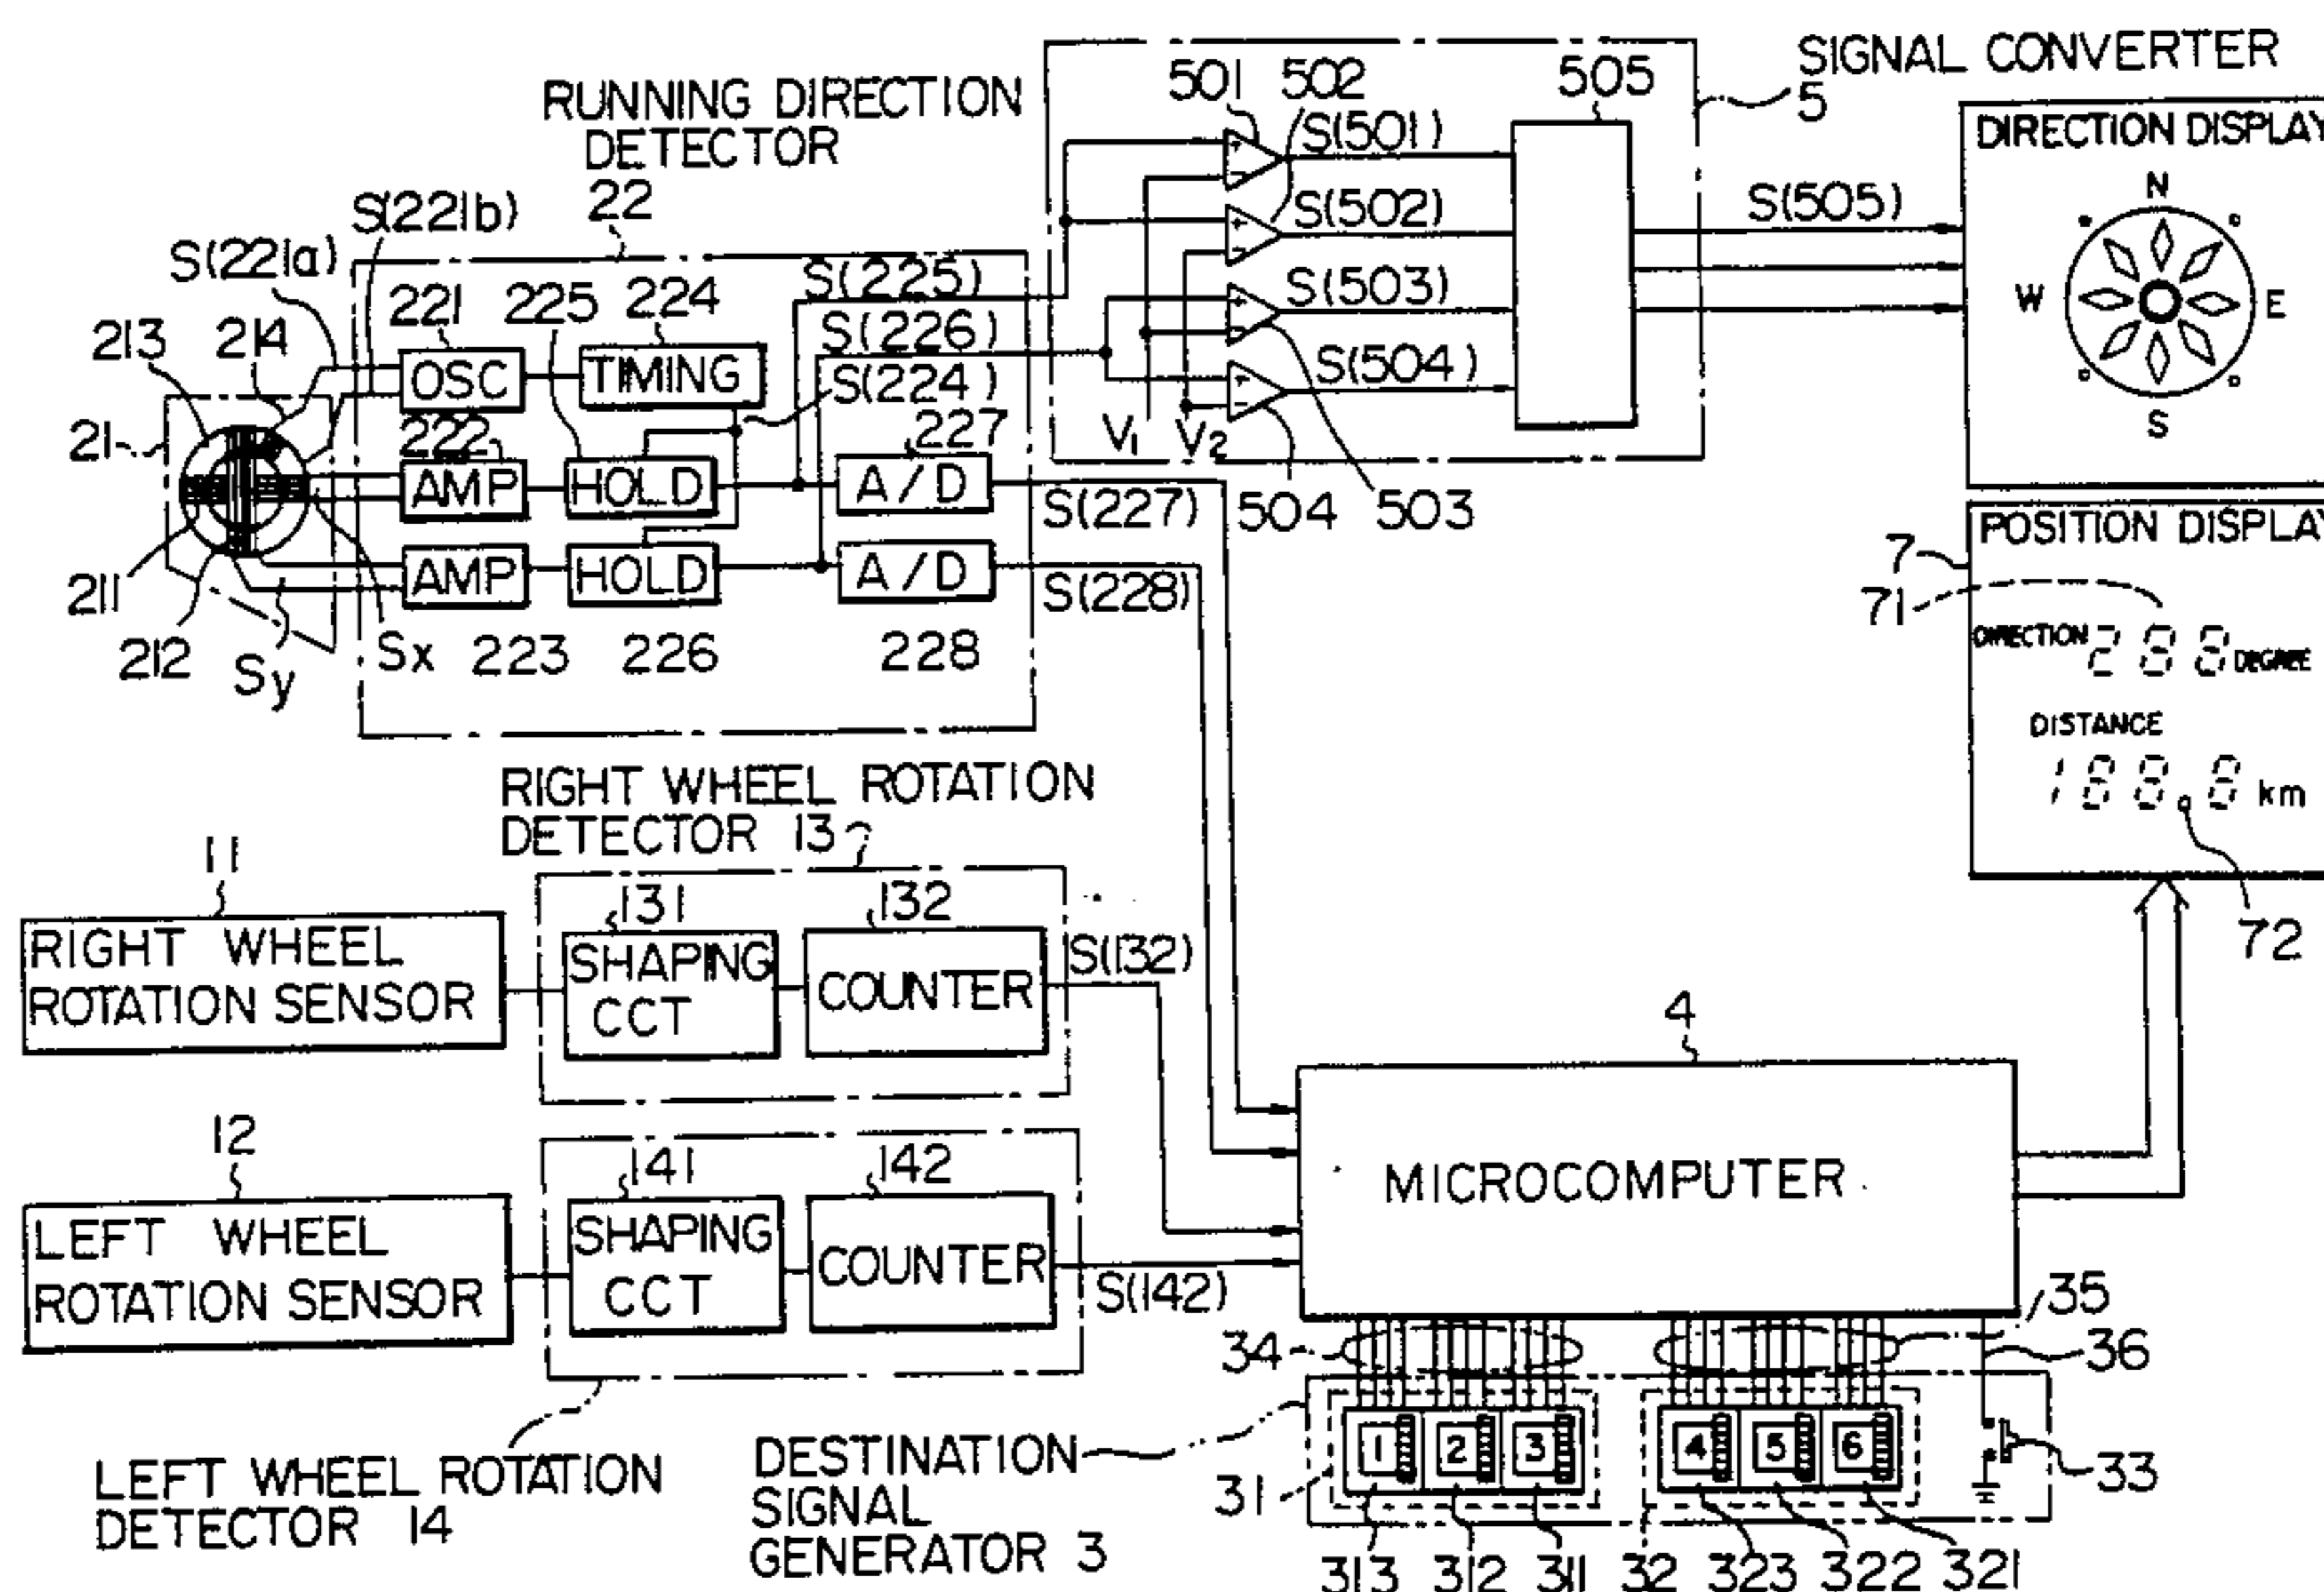 SIGNAL CONVERTER
5
501
502
505
RUNNING DIRECTION
DETECTOR
22
S(501)
S(502)
S(503)
S(504)
S(505)
DIRECTION DISPLAY
N
W
E
S
S(221b)
S(221a)
221
225
224
S(225)
S(226)
S(224)
213
214
OSC
TIMING
V1
V2
504
503
21
222
227
AMP
HOLD
A/D
S(227)
AMP
HOLD
A/D
S(228)
211
212
Sy
Sx
223
226
228
7
POSITION DISPLAY
71
DIRECTION 288 DEGREE
DISTANCE
188.8 km
72
RIGHT WHEEL ROTATION
DETECTOR 13
11
131
132
RIGHT WHEEL
ROTATION SENSOR
SHAPING
CCT
COUNTER
S(132)
4
MICROCOMPUTER
12
141
142
LEFT WHEEL
ROTATION SENSOR
SHAPING
CCT
COUNTER
S(142)
34
35
36
LEFT WHEEL ROTATION
DETECTOR 14
DESTINATION
SIGNAL
GENERATOR 3
31
1 2 3
4 5 6
33
313 312 311 32 323 322 321